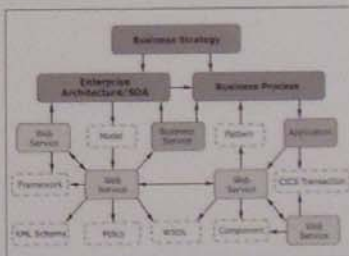 Business Strategy
Enterprise
Architecture/SOA
Business Process
Web
Service
Model
Business
Service
Pattern
Application
Framework
Web
Service
Web
Service
CICS Transaction
XML Schema
WSDL
Component
Web
Service